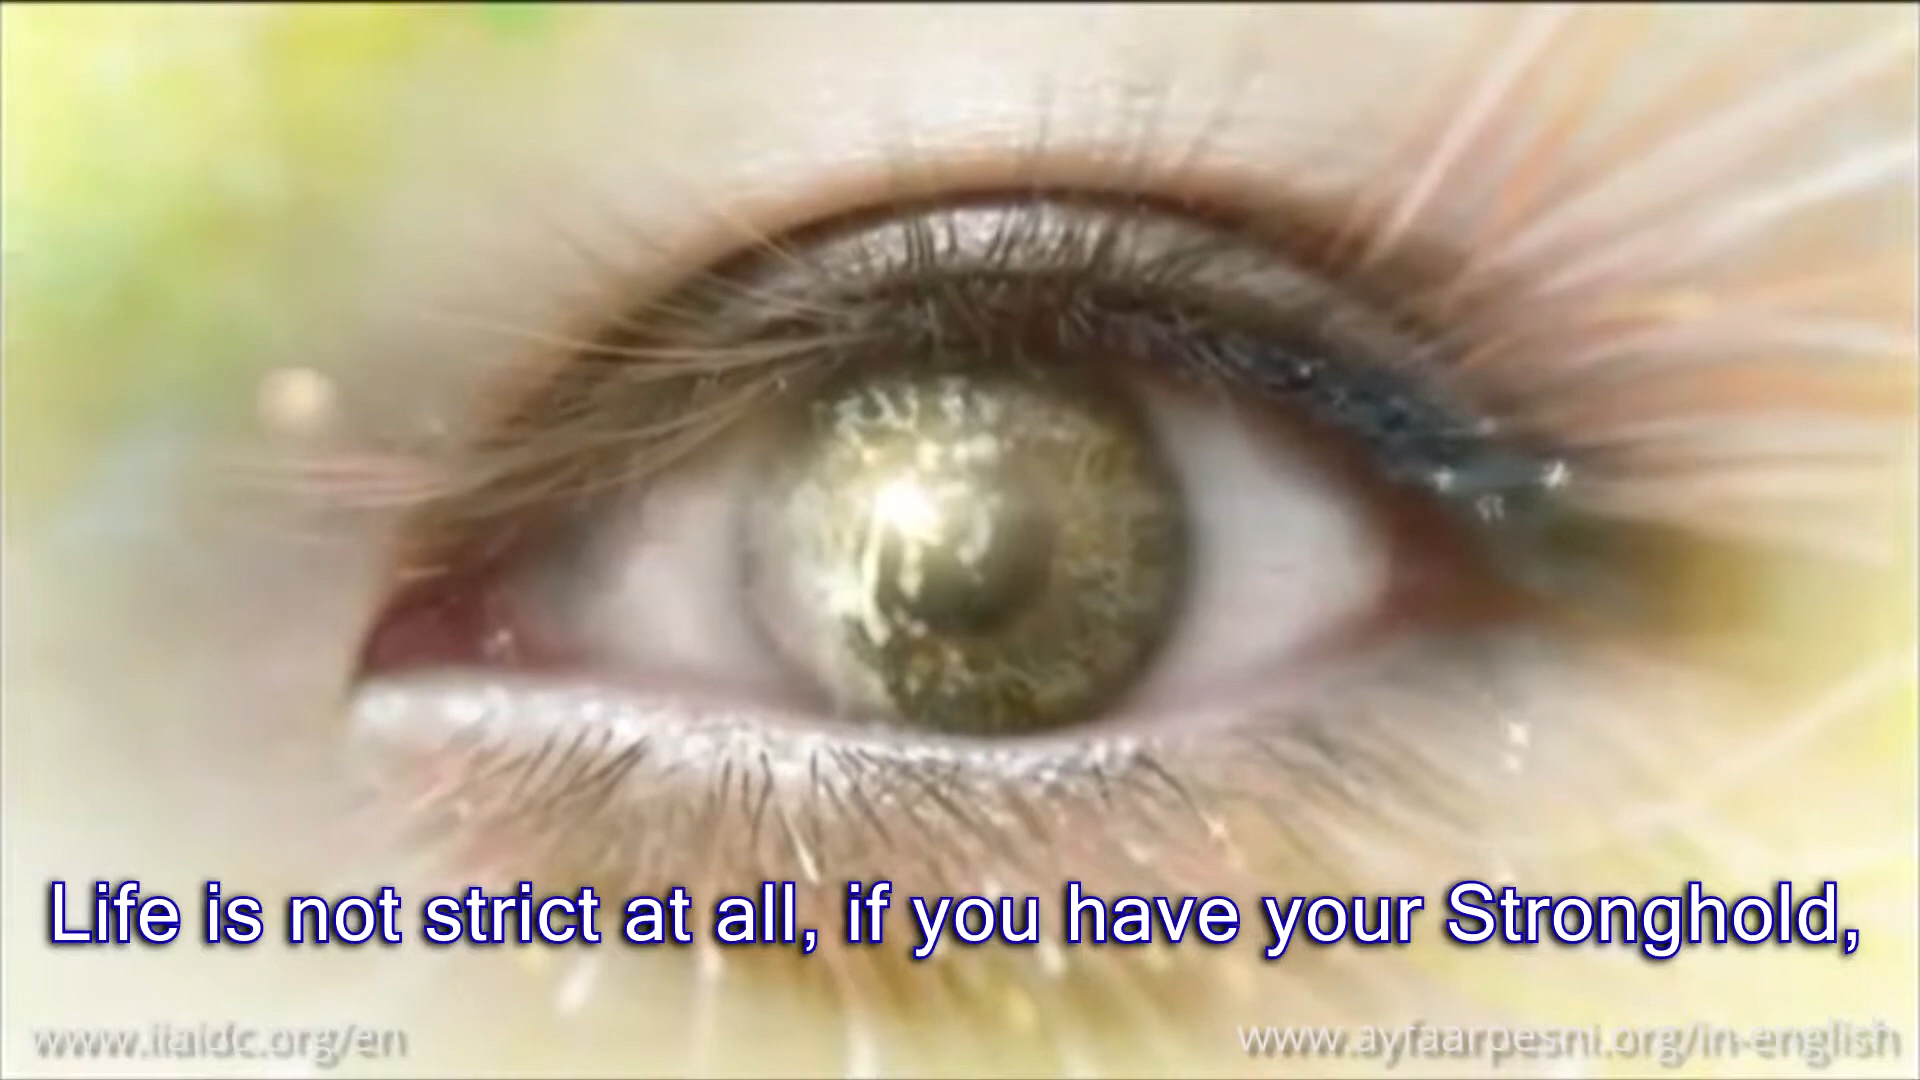 Life is not strict at all, if you have your Stronghold,
www.iiaidc.org/en
www.ayfaarpesni.org/in-english